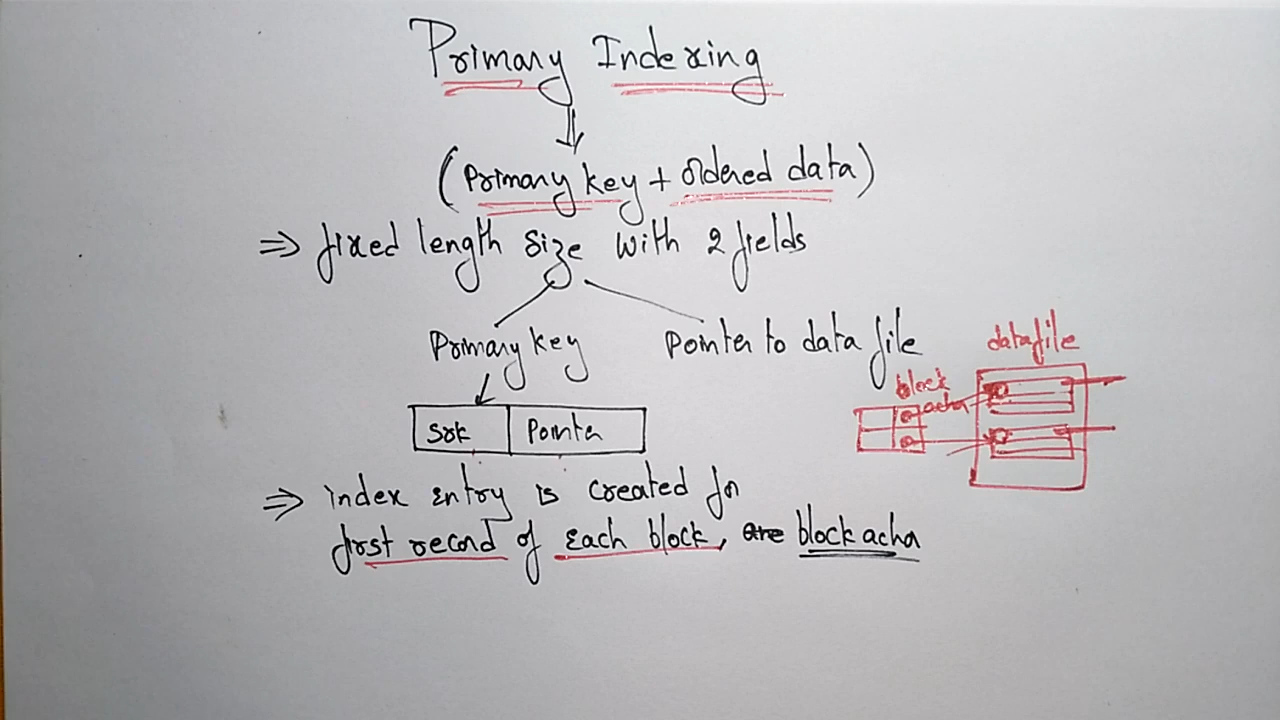 Primary Indexing
(Primary key + ordered data)
⇒ fixed length size with 2 fields
Primary key
Pointer to data file
datafile
block
acha
Pointer
⇒ index entry is created for
first record of each block, are block acha